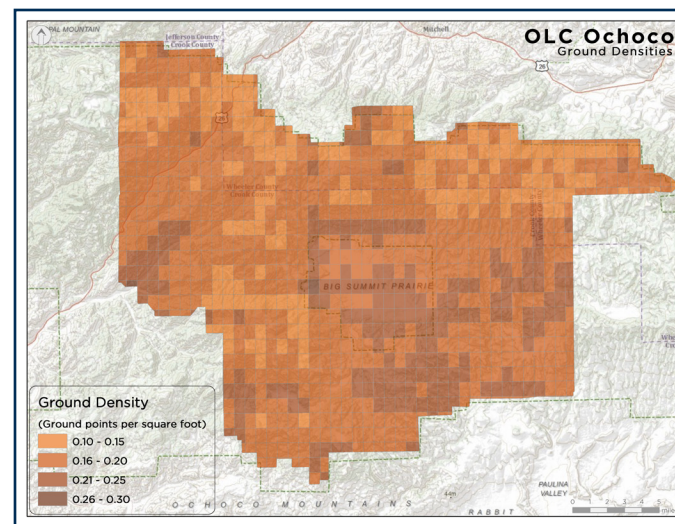 OLC Ochoco
Ground Densities
PAL MOUNTAIN
Jefferson County
Crook County
Mitchell
26
26
Wheeler County
Crook County
BIG SUMMIT PRAIRIE
Ground Density
(Ground points per square foot)
0.10 - 0.15
0.16 - 0.20
0.21 - 0.25
0.26 - 0.30
PAULINA
VALLEY
OCHOCO MOUNTAINS
RABBIT
0 1 2 3 4 5